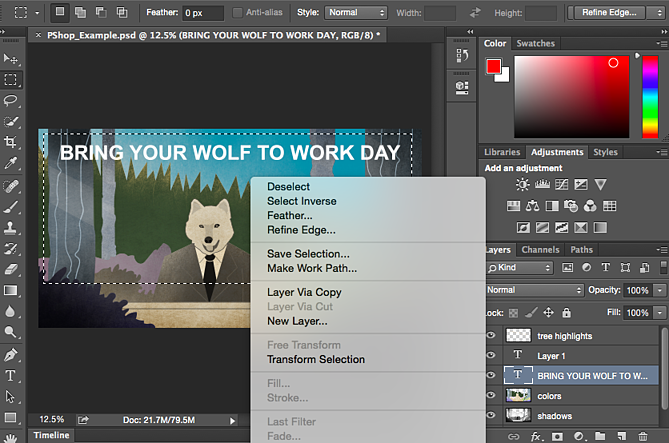 Feather: 0 px Anti-alias Style: Normal Width: Height: Refine Edge...
× PShop_Example.psd @ 12.5% (BRING YOUR WOLF TO WORK DAY, RGB/8) *
Color Swatches
BRING YOUR WOLF TO WORK DAY
Libraries Adjustments Styles
Add an adjustment
Deselect
Select Inverse
Feather...
Refine Edge...
Save Selection...
Make Work Path...
Layer Via Copy
Layer Via Cut
New Layer...
Free Transform
Transform Selection
Fill...
Stroke...
Last Filter
Fade...
Layers Channels Paths
Kind
Normal Opacity: 100%
Lock: Fill: 100%
tree highlights
T Layer 1
T BRING YOUR WOLF TO W...
colors
shadows
fx
T
12.5% Doc: 21.7M/79.5M
Timeline